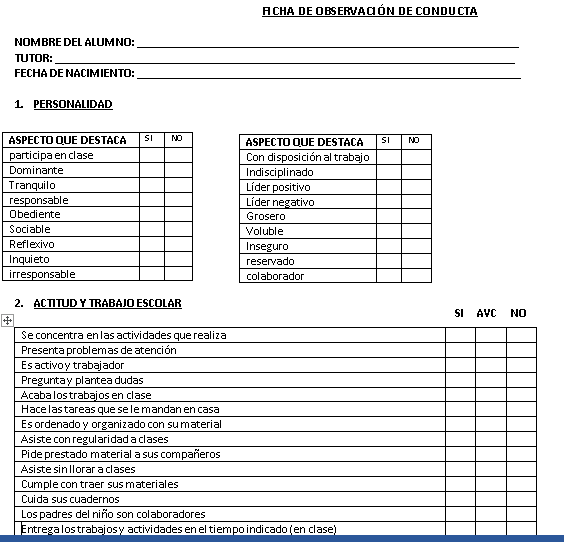 FICHA DE OBSERVACIÓN DE CONDUCTA
NOMBRE DEL ALUMNO:
TUTOR:
FECHA DE NACIMIENTO:
1. PERSONALIDAD
ASPECTO QUE DESTACA SI NO
participa en clase
Dominante
Tranquilo
responsable
Obediente
Sociable
Reflexivo
Inquieto
irresponsable
ASPECTO QUE DESTACA SI NO
Con disposición al trabajo
Indisciplinado
Líder positivo
Líder negativo
Grosero
Voluble
Inseguro
reservado
colaborador
2. ACTITUD Y TRABAJO ESCOLAR
SI AVC NO
Se concentra en las actividades que realiza
Presenta problemas de atención
Es activo y trabajador
Pregunta y plantea dudas
Acaba los trabajos en clase
Hace las tareas que se le mandan en casa
Es ordenado y organizado con su material
Asiste con regularidad a clases
Pide prestado material a sus compañeros
Asiste sin llorar a clases
Cumple con traer sus materiales
Cuida sus cuadernos
Los padres del niño son colaboradores
Entrega los trabajos y actividades en el tiempo indicado (en clase)